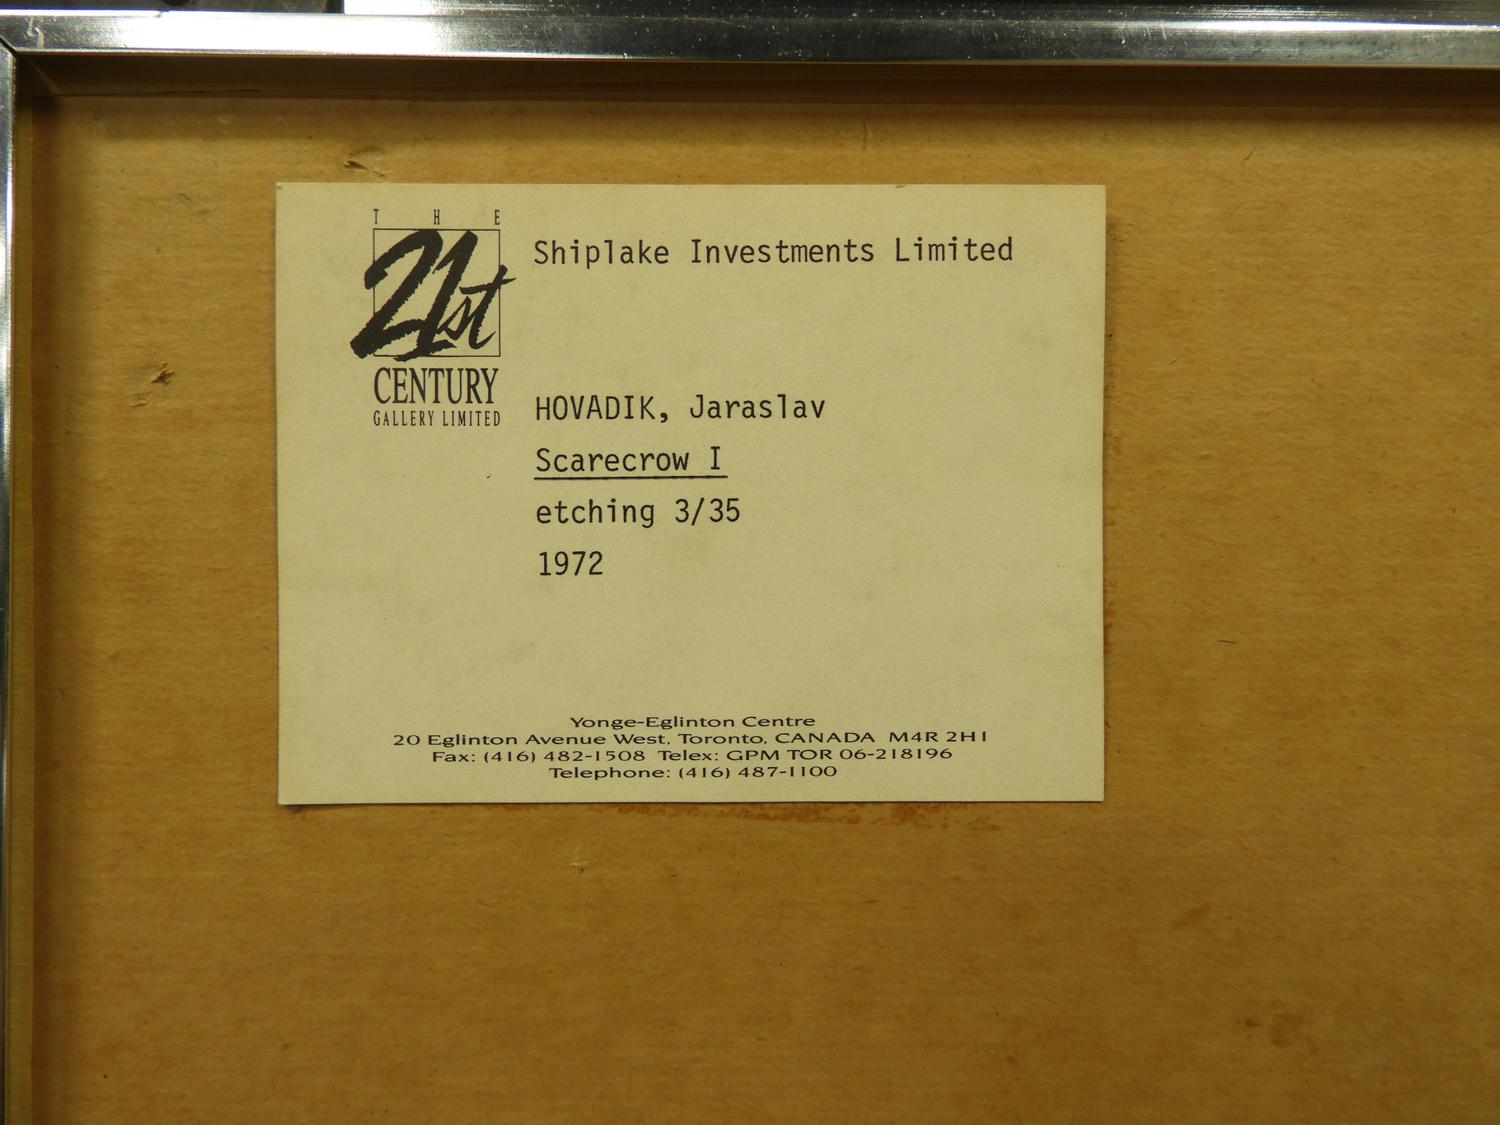 THE
21st
CENTURY
GALLERY LIMITED
Shiplake Investments Limited
HOVADIK, Jaraslav
Scarecrow I
etching 3/35
1972
Yonge-Eglinton Centre
20 Eglinton Avenue West, Toronto, CANADA M4R 2H1
Fax: (416) 482-1508 Telex: GPM TOR 06-218196
Telephone: (416) 487-1100